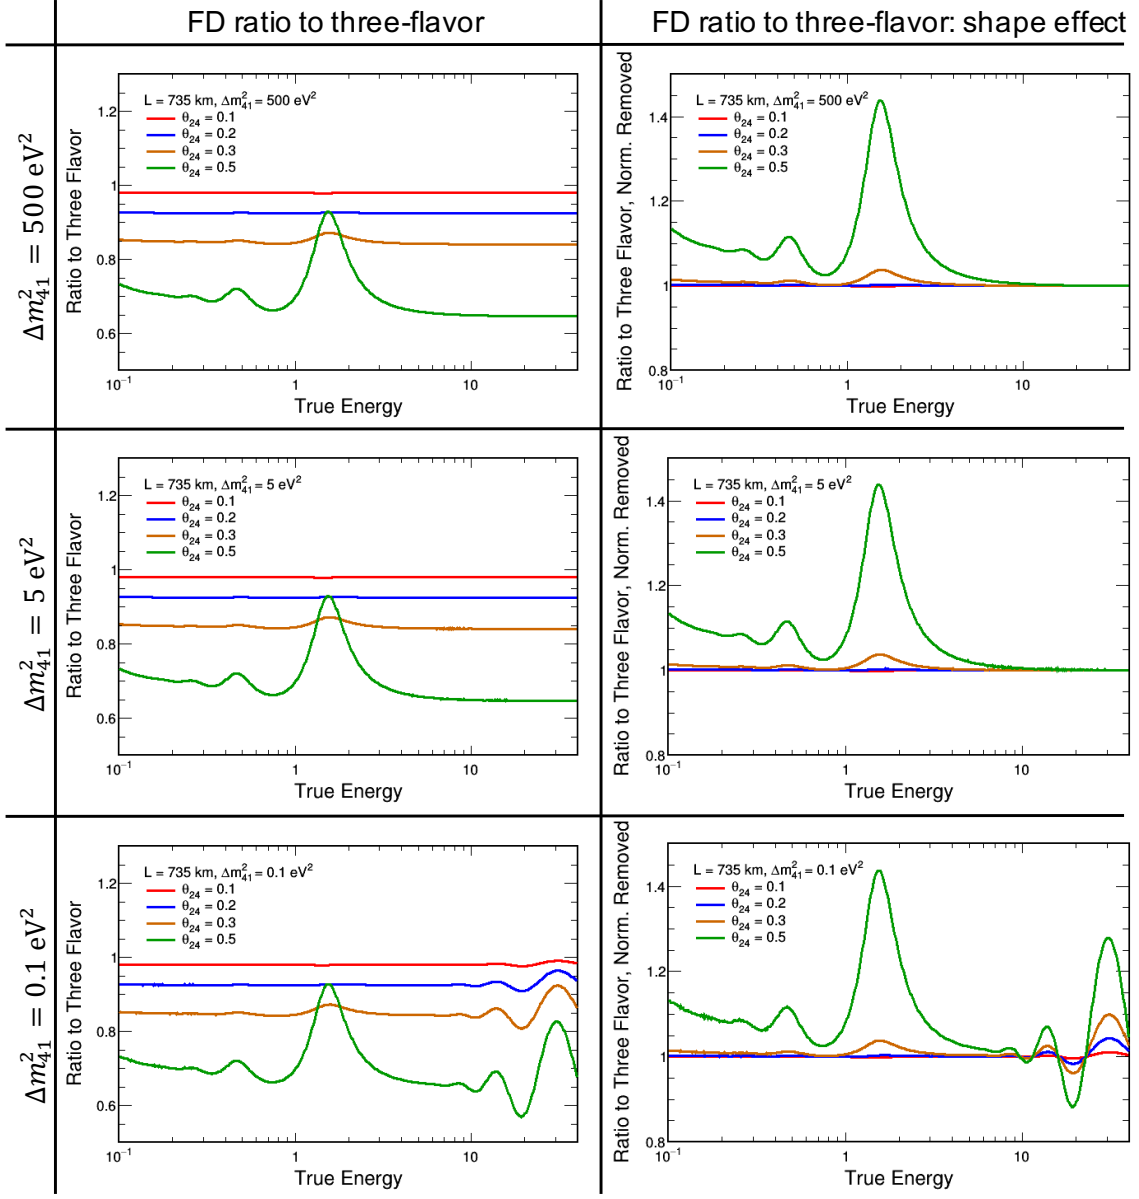 FD ratio to three-flavor
FD ratio to three-flavor: shape effect
Δm²₄₁ = 500 eV²
Ratio to Three Flavor
1.2
1
0.8
0.6
L = 735 km, Δm²₄₁ = 500 eV²
θ₂₄ = 0.1
θ₂₄ = 0.2
θ₂₄ = 0.3
θ₂₄ = 0.5
10⁻¹ 1 10
True Energy
Ratio to Three Flavor, Norm. Removed
1.4
1.2
1
0.8
L = 735 km, Δm²₄₁ = 500 eV²
θ₂₄ = 0.1
θ₂₄ = 0.2
θ₂₄ = 0.3
θ₂₄ = 0.5
10⁻¹ 1 10
True Energy
Δm²₄₁ = 5 eV²
Ratio to Three Flavor
1.2
1
0.8
0.6
L = 735 km, Δm²₄₁ = 5 eV²
θ₂₄ = 0.1
θ₂₄ = 0.2
θ₂₄ = 0.3
θ₂₄ = 0.5
10⁻¹ 1 10
True Energy
Ratio to Three Flavor, Norm. Removed
1.4
1.2
1
0.8
L = 735 km, Δm²₄₁ = 5 eV²
θ₂₄ = 0.1
θ₂₄ = 0.2
θ₂₄ = 0.3
θ₂₄ = 0.5
10⁻¹ 1 10
True Energy
Δm²₄₁ = 0.1 eV²
Ratio to Three Flavor
1.2
1
0.8
0.6
L = 735 km, Δm²₄₁ = 0.1 eV²
θ₂₄ = 0.1
θ₂₄ = 0.2
θ₂₄ = 0.3
θ₂₄ = 0.5
10⁻¹ 1 10
True Energy
Ratio to Three Flavor, Norm. Removed
1.4
1.2
1
0.8
L = 735 km, Δm²₄₁ = 0.1 eV²
θ₂₄ = 0.1
θ₂₄ = 0.2
θ₂₄ = 0.3
θ₂₄ = 0.5
10⁻¹ 1 10
True Energy